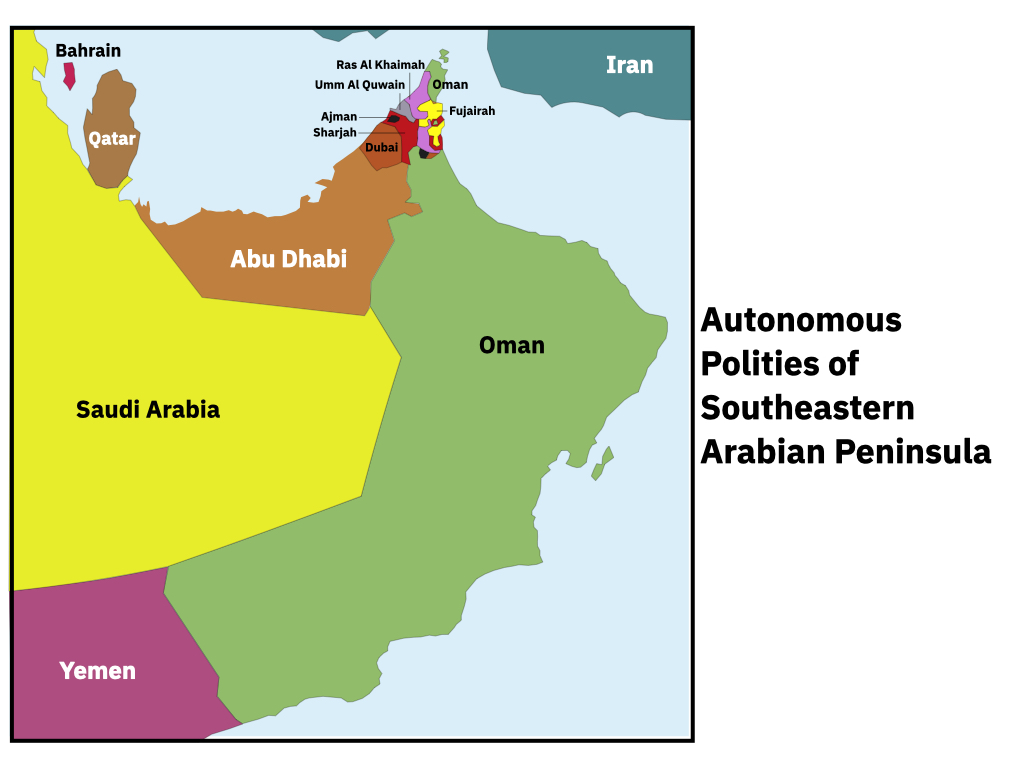 Bahrain
Iran
Ras Al Khaimah
Umm Al Quwain
Oman
Fujairah
Ajman
Sharjah
Qatar
Dubai
Abu Dhabi
Autonomous
Polities of
Southeastern
Arabian Peninsula
Oman
Saudi Arabia
Yemen